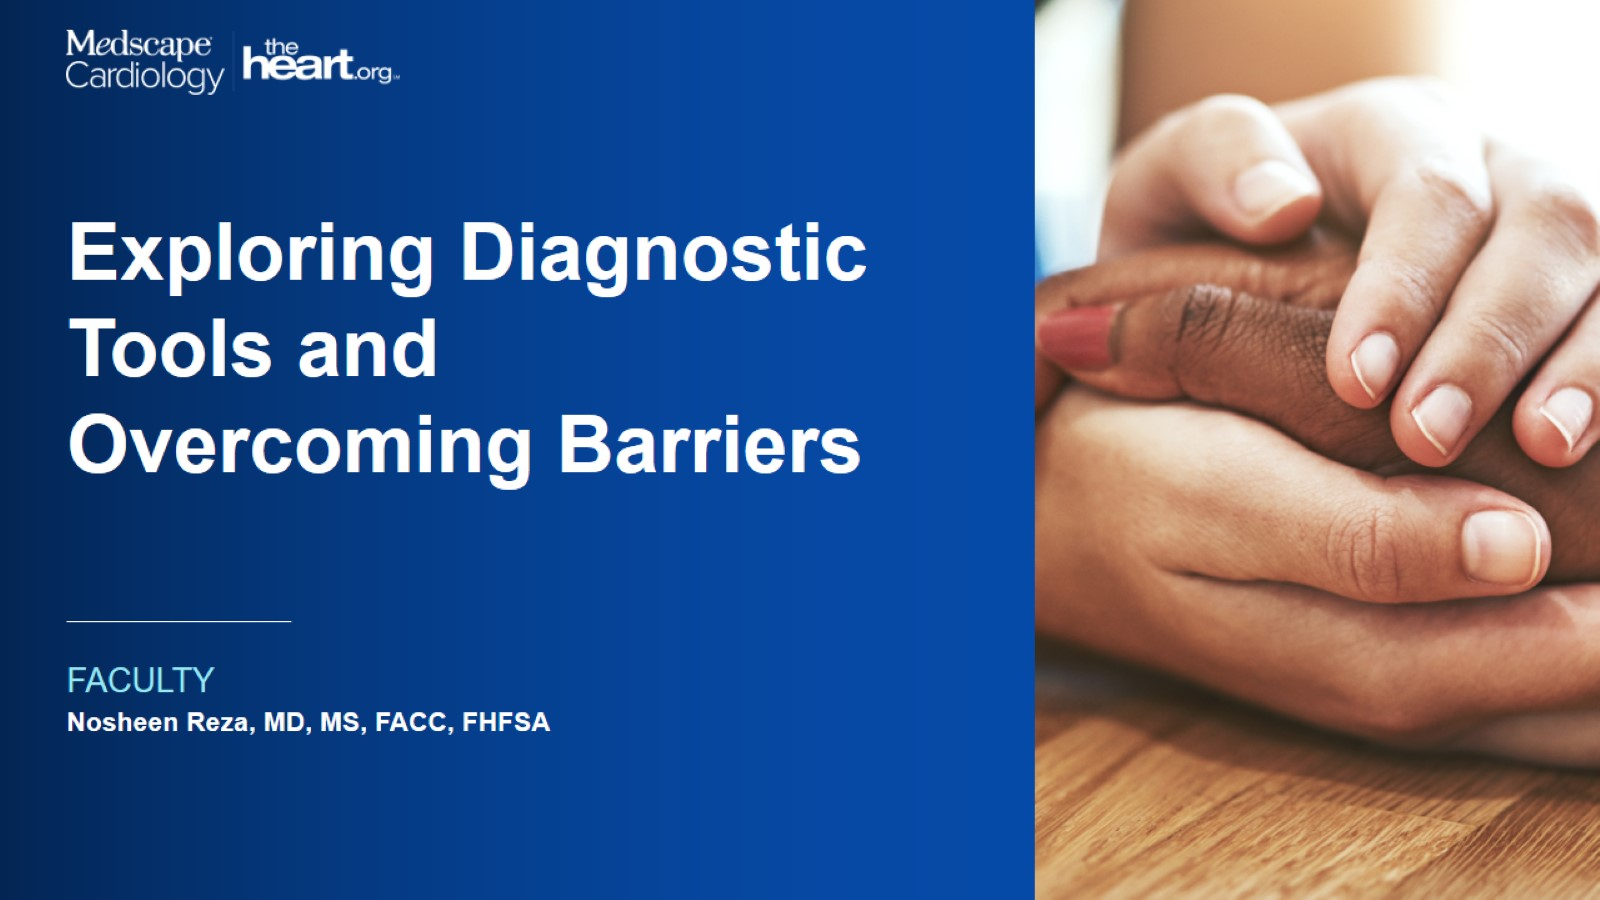 Medscape
Cardiology
the
heart.org
Exploring Diagnostic
Tools and
Overcoming Barriers
FACULTY
Nosheen Reza, MD, MS, FACC, FHFSA